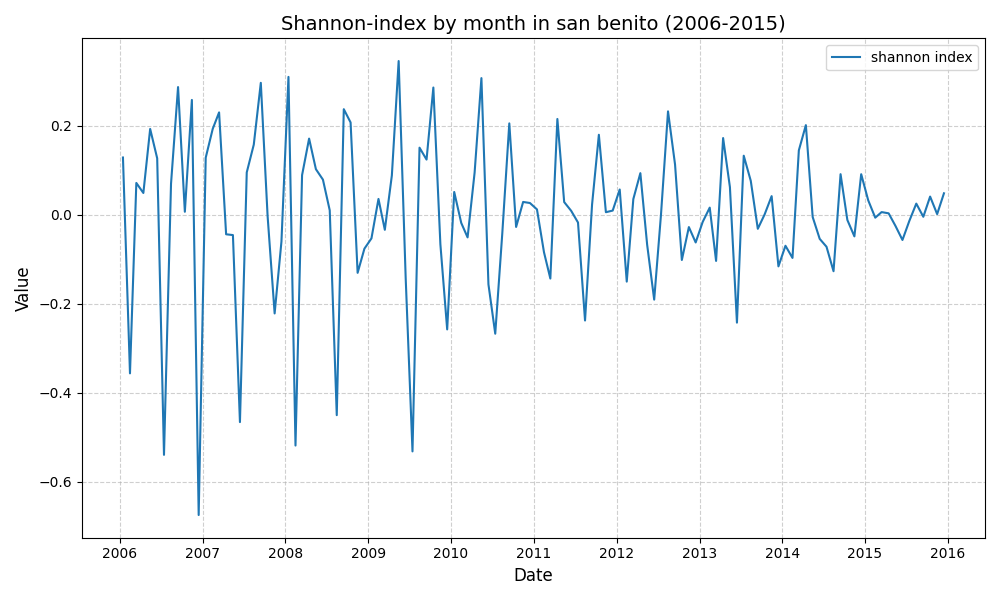 Shannon-index by month in san benito (2006-2015)
shannon index
Value
0.2
0.0
−0.2
−0.4
−0.6
2006 2007 2008 2009 2010 2011 2012 2013 2014 2015 2016
Date